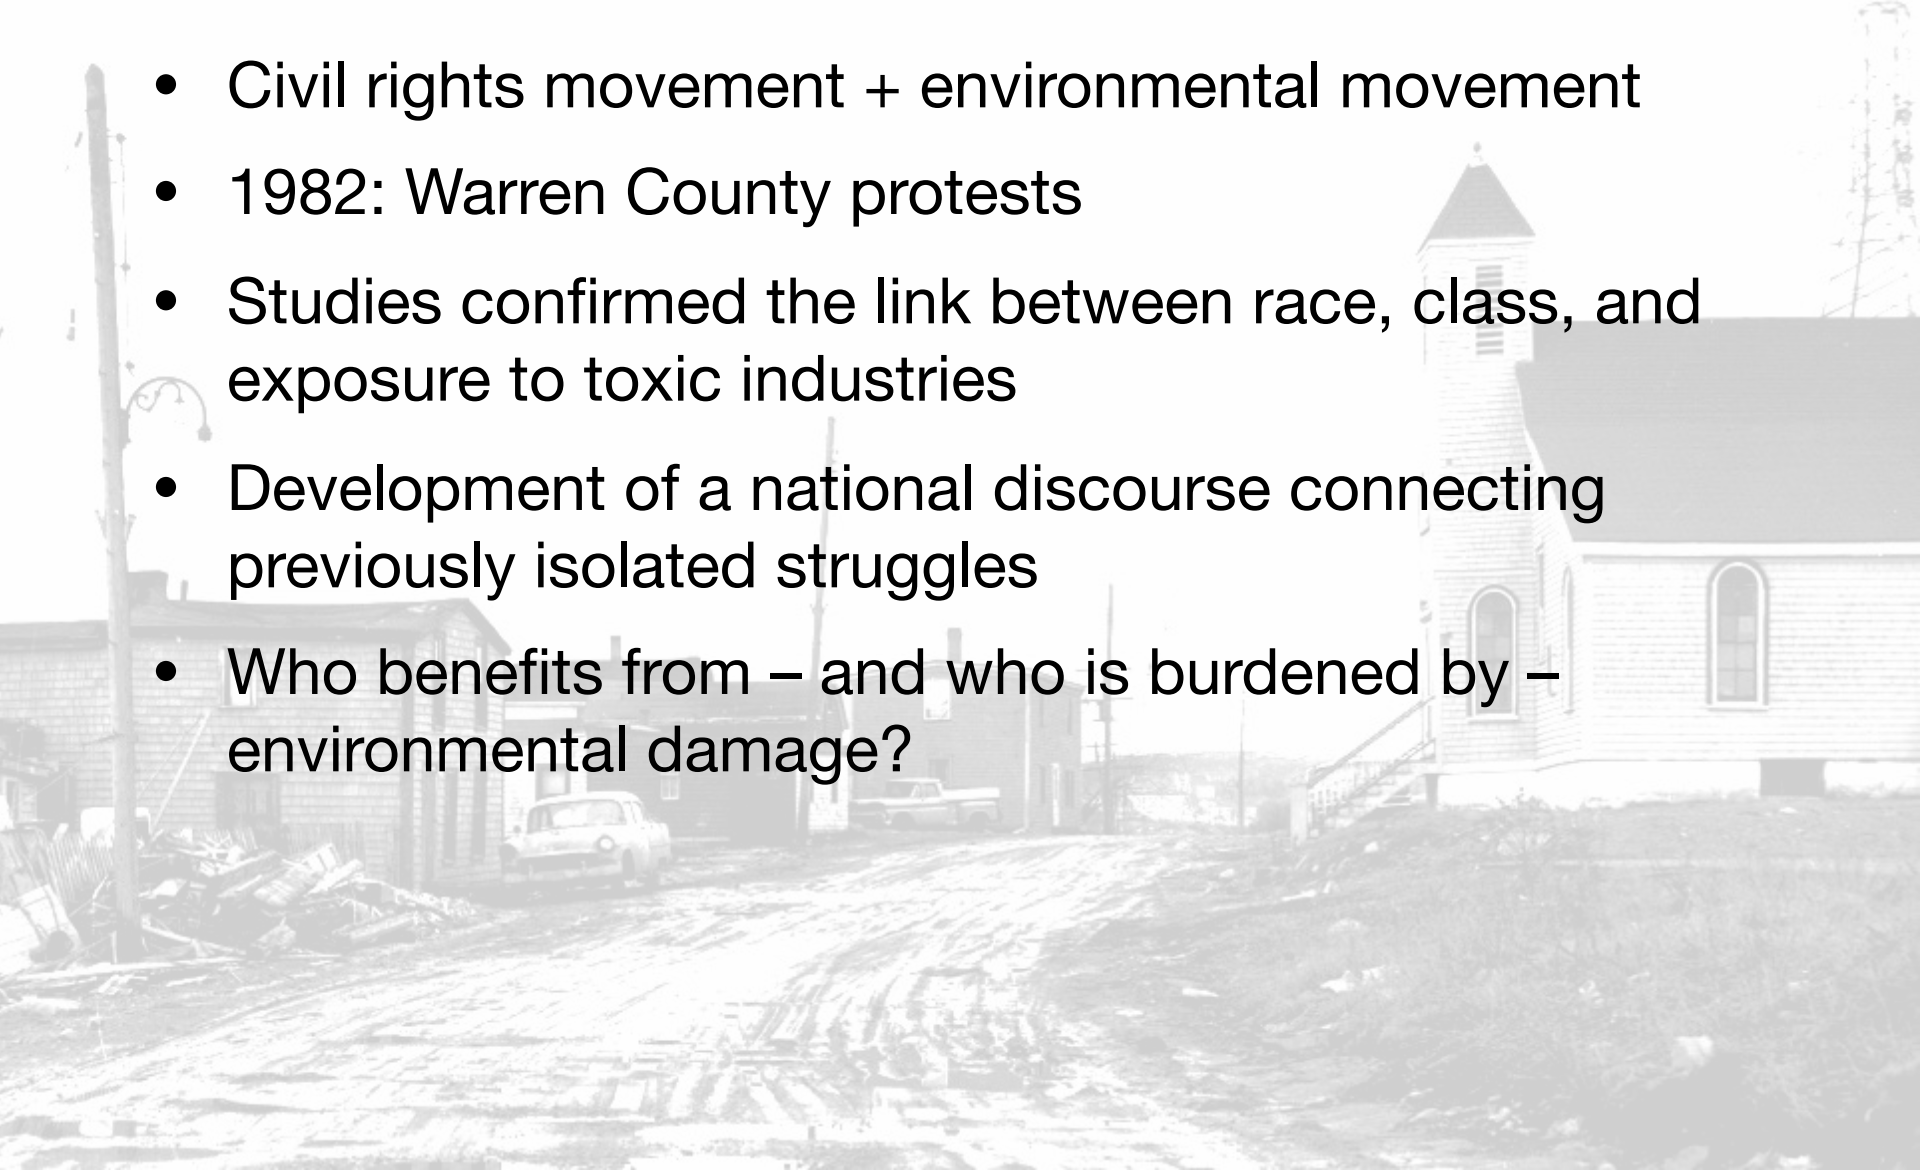 • Civil rights movement + environmental movement
• 1982: Warren County protests
• Studies confirmed the link between race, class, and
exposure to toxic industries
• Development of a national discourse connecting
previously isolated struggles
• Who benefits from – and who is burdened by –
environmental damage?